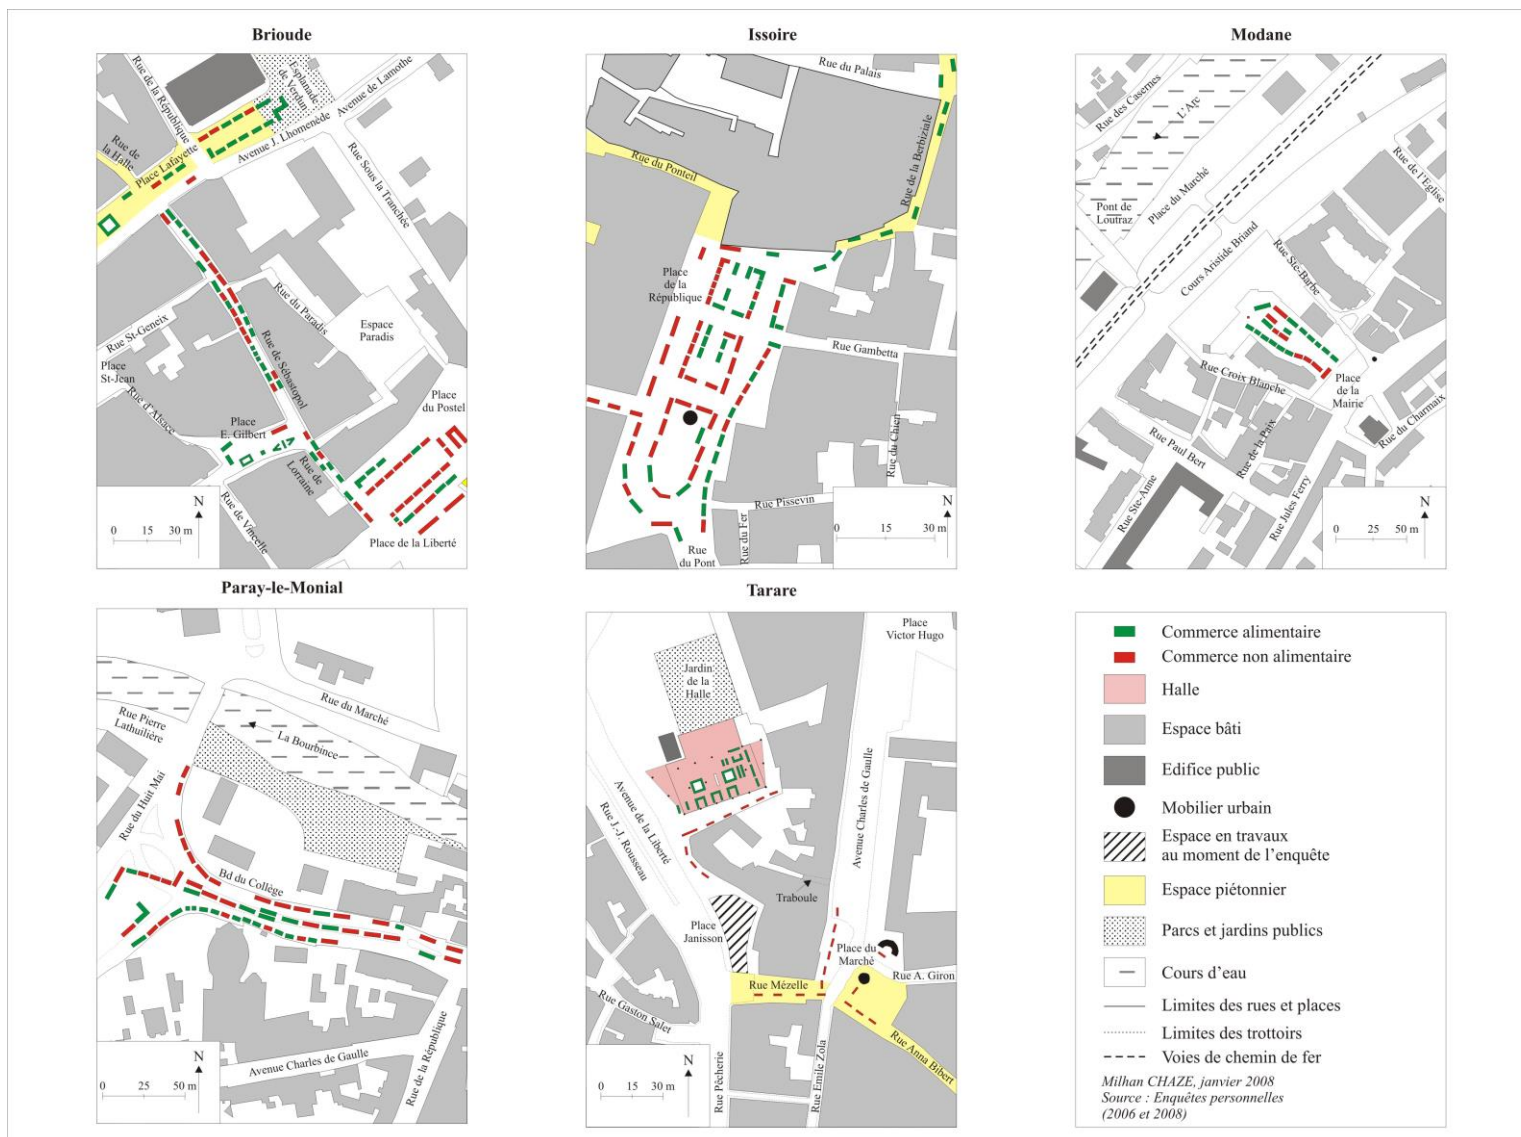 Brioude
Issoire
Modane
Rue de la République
Esplanade
de Verdun
Avenue de Lamothe
Avenue J. Lhomenède
Rue de
la Halle
Place Lafayette
Rue Sous la Tranchée
Rue du Paradis
Espace
Paradis
Rue St-Geneix
Place
St-Jean
Rue de Sébastopol
Rue d'Alsace
Place
E. Gilbert
Place
du Postel
Rue de
Lorraine
Rue de Vincelle
Place de la Liberté
N
0 15 30 m
Rue du Palais
Rue du Ponteil
Rue de la Berbiziale
Place
de la
République
Rue Gambetta
Rue du Chien
Rue Pissevin
Rue du Fer
Rue
du Pont
N
0 15 30 m
Rue des Casernes
L'Arc
Place du Marché
Pont de
Loutraz
Rue de l'Eglise
Cours Aristide Briand
Rue Ste-Barbe
Rue Croix Blanche
Place
de la
Mairie
Rue du Charmaix
Rue Paul Bert
Rue de la Paix
Rue Ste-Anne
Rue Jules Ferry
N
0 25 50 m
Paray-le-Monial
Tarare
Rue du Marché
Rue Pierre
Lathuilière
La Bourbince
Rue du Huit Mai
Bd du Collège
Avenue Charles de Gaulle
Rue de la République
N
0 25 50 m
Place
Victor Hugo
Jardin
de la
Halle
Avenue de la Liberté
Rue J.-J. Rousseau
Avenue Charles de Gaulle
Traboule
Place
Janisson
Place du
Marché
Rue Mézelle
Rue A. Giron
Rue Gaston Salet
Rue Anna Bibert
Rue Pêcherie
Rue Emile Zola
N
0 15 30 m
Commerce alimentaire
Commerce non alimentaire
Halle
Espace bâti
Edifice public
Mobilier urbain
Espace en travaux
au moment de l'enquête
Espace piétonnier
Parcs et jardins publics
Cours d'eau
Limites des rues et places
Limites des trottoirs
Voies de chemin de fer
Milhan CHAZE, janvier 2008
Source : Enquêtes personnelles
(2006 et 2008)